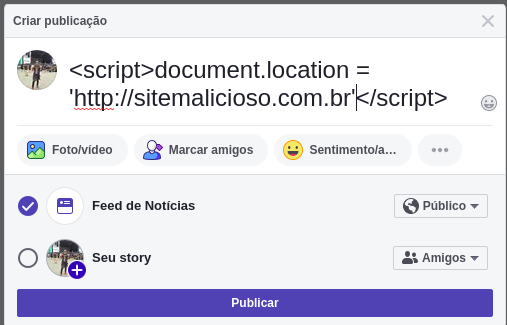 Criar publicação
<script>document.location =
'http://sitemalicioso.com.br'</script>
Foto/vídeo
Marcar amigos
Sentimento/a…
Feed de Notícias
Público
Seu story
Amigos
Publicar